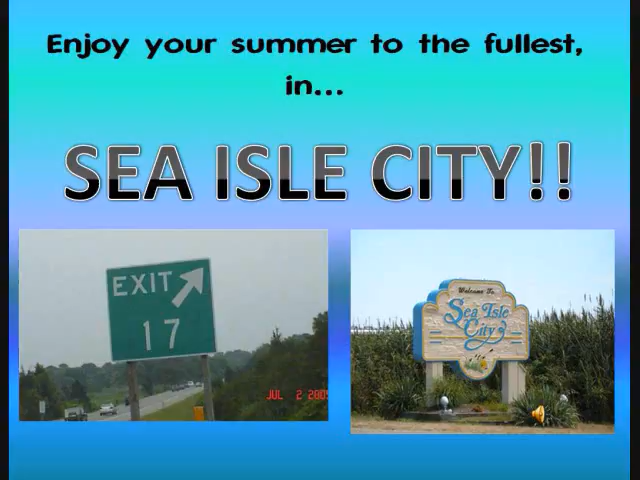 Enjoy your summer to the fullest,
in...
SEA ISLE CITY!!
EXIT
17
JUL 2 200
Welcome To
Sea Isle
City